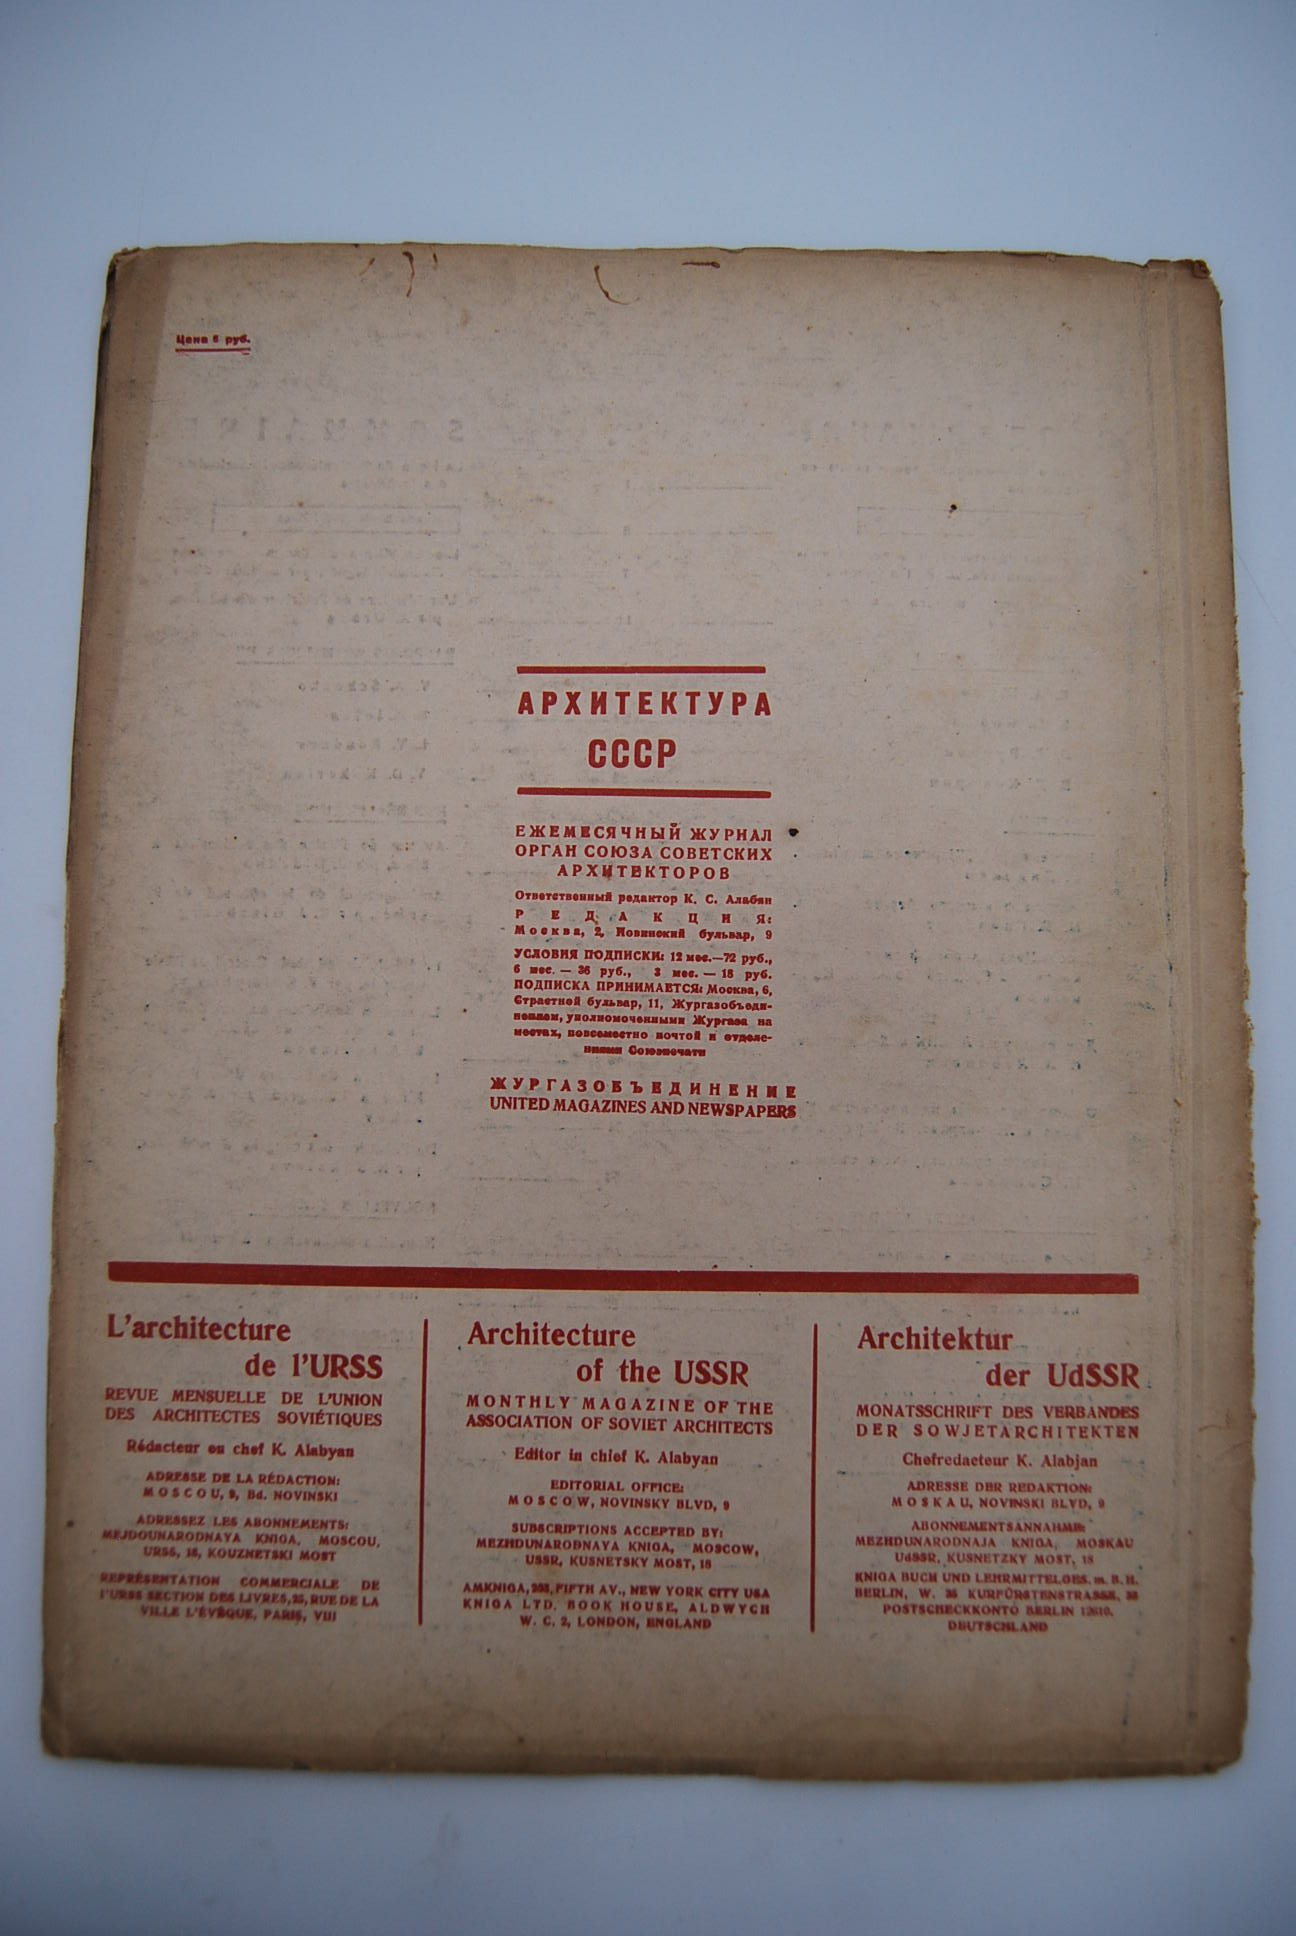 Цена 6 руб.
АРХИТЕКТУРА
СССР
ЕЖЕМЕСЯЧНЫЙ ЖУРНАЛ
ОРГАН СОЮЗА СОВЕТСКИХ
АРХИТЕКТОРОВ
Ответственный редактор К. С. Алабян
РЕДАКЦИЯ:
Москва, 2, Новинский бульвар, 9
УСЛОВИЯ ПОДПИСКИ: 12 мес.—72 руб.,
6 мес. — 36 руб., 3 мес. — 18 руб.
ПОДПИСКА ПРИНИМАЕТСЯ: Москва, 6,
Страстной бульвар, 11, Жургазобъеди-
нением, уполномоченными Жургаза на
местах, повсеместно почтой и отделе-
ниями Союзпечати
ЖУРГАЗОБЪЕДИНЕНИЕ
UNITED MAGAZINES AND NEWSPAPERS
L'architecture
de l'URSS
REVUE MENSUELLE DE L'UNION
DES ARCHITECTES SOVIÉTIQUES
Rédacteur en chef K. Alabyan
ADRESSE DE LA RÉDACTION:
MOSCOU, 9, Bd. NOVINSKI
ADRESSEZ LES ABONNEMENTS:
MEJDOUNARODNAYA KNIGA, MOSCOU,
URSS, 18, KOUZNETSKI MOST
REPRÉSENTATION COMMERCIALE DE
l'URSS SECTION DES LIVRES, 25, RUE DE LA
VILLE L'ÉVÊQUE, PARIS, VIII
Architecture
of the USSR
MONTHLY MAGAZINE OF THE
ASSOCIATION OF SOVIET ARCHITECTS
Editor in chief K. Alabyan
EDITORIAL OFFICE:
MOSCOW, NOVINSKY BLVD, 9
SUBSCRIPTIONS ACCEPTED BY:
MEZHDUNARODNAYA KNIGA, MOSCOW,
USSR, KUSNETSKY MOST, 18
AMKNIGA, 258, FIFTH AV., NEW YORK CITY USA
KNIGA LTD. BOOK HOUSE, ALDWYCH
W. C. 2, LONDON, ENGLAND
Architektur
der UdSSR
MONATSSCHRIFT DES VERBANDES
DER SOWJETARCHITEKTEN
Chefredacteur K. Alabjan
ADRESSE DER REDAKTION:
MOSKAU, NOVINSKI BLVD, 9
ABONNEMENTSANNAHME:
MEZHDUNARODNAJA KNIGA, MOSKAU
UdSSR, KUSNETZKY MOST, 18
KNIGA BUCH UND LEHRMITTELGES. m. B. H.
BERLIN, W. 35 KURFÜRSTENSTRASSE, 33
POSTSCHECKKONTO BERLIN
DEUTSCHLAND